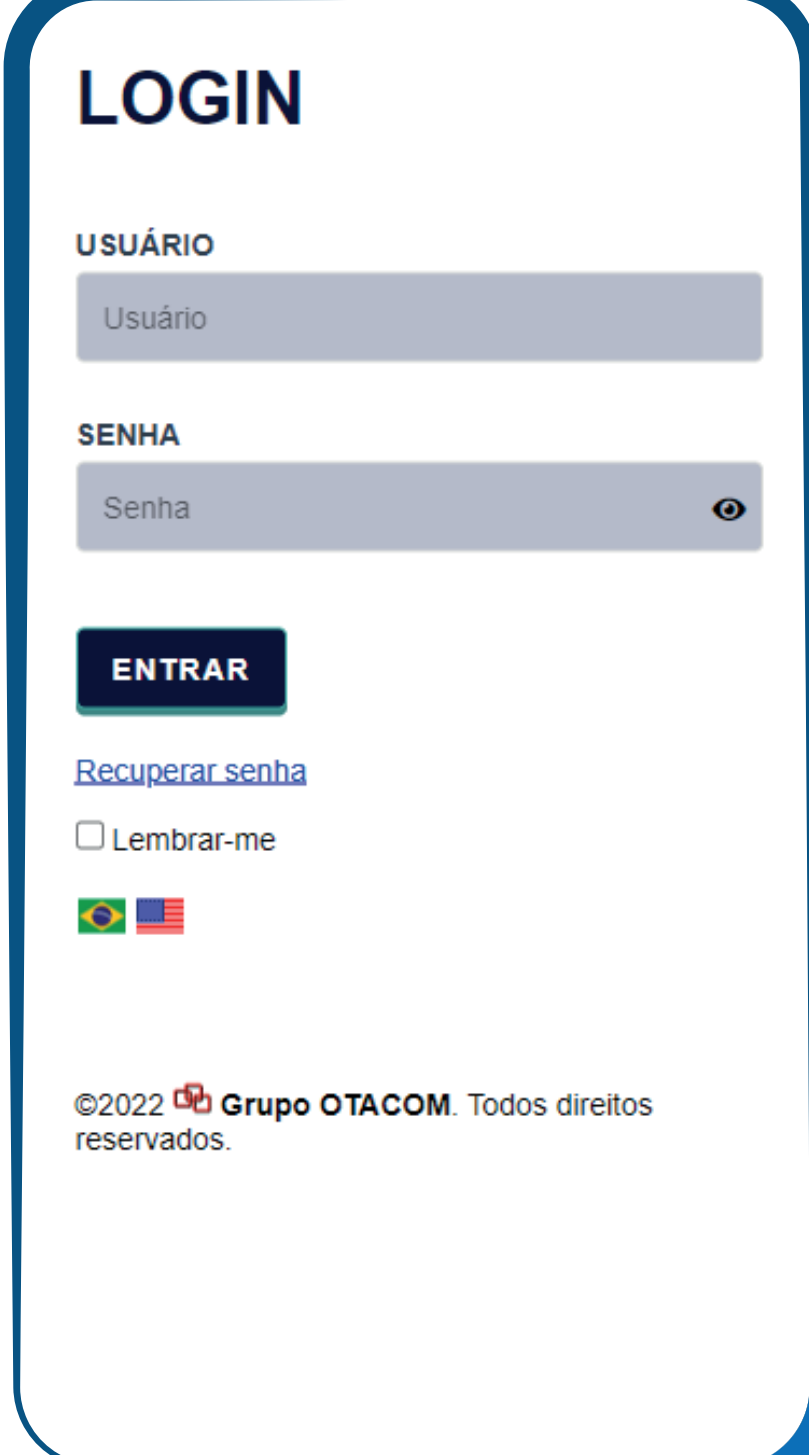 LOGIN
USUÁRIO
Usuário
SENHA
Senha
ENTRAR
Recuperar senha
Lembrar-me
©2022 Grupo OTACOM. Todos direitos
reservados.